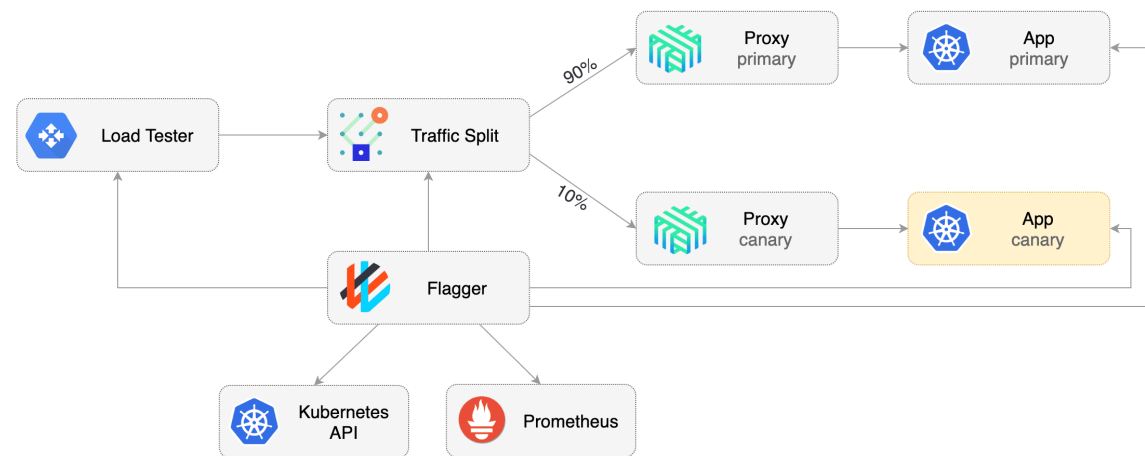 Proxy
primary
App
primary
90%
Load Tester
Traffic Split
10%
Proxy
canary
App
canary
Flagger
Kubernetes
API
Prometheus